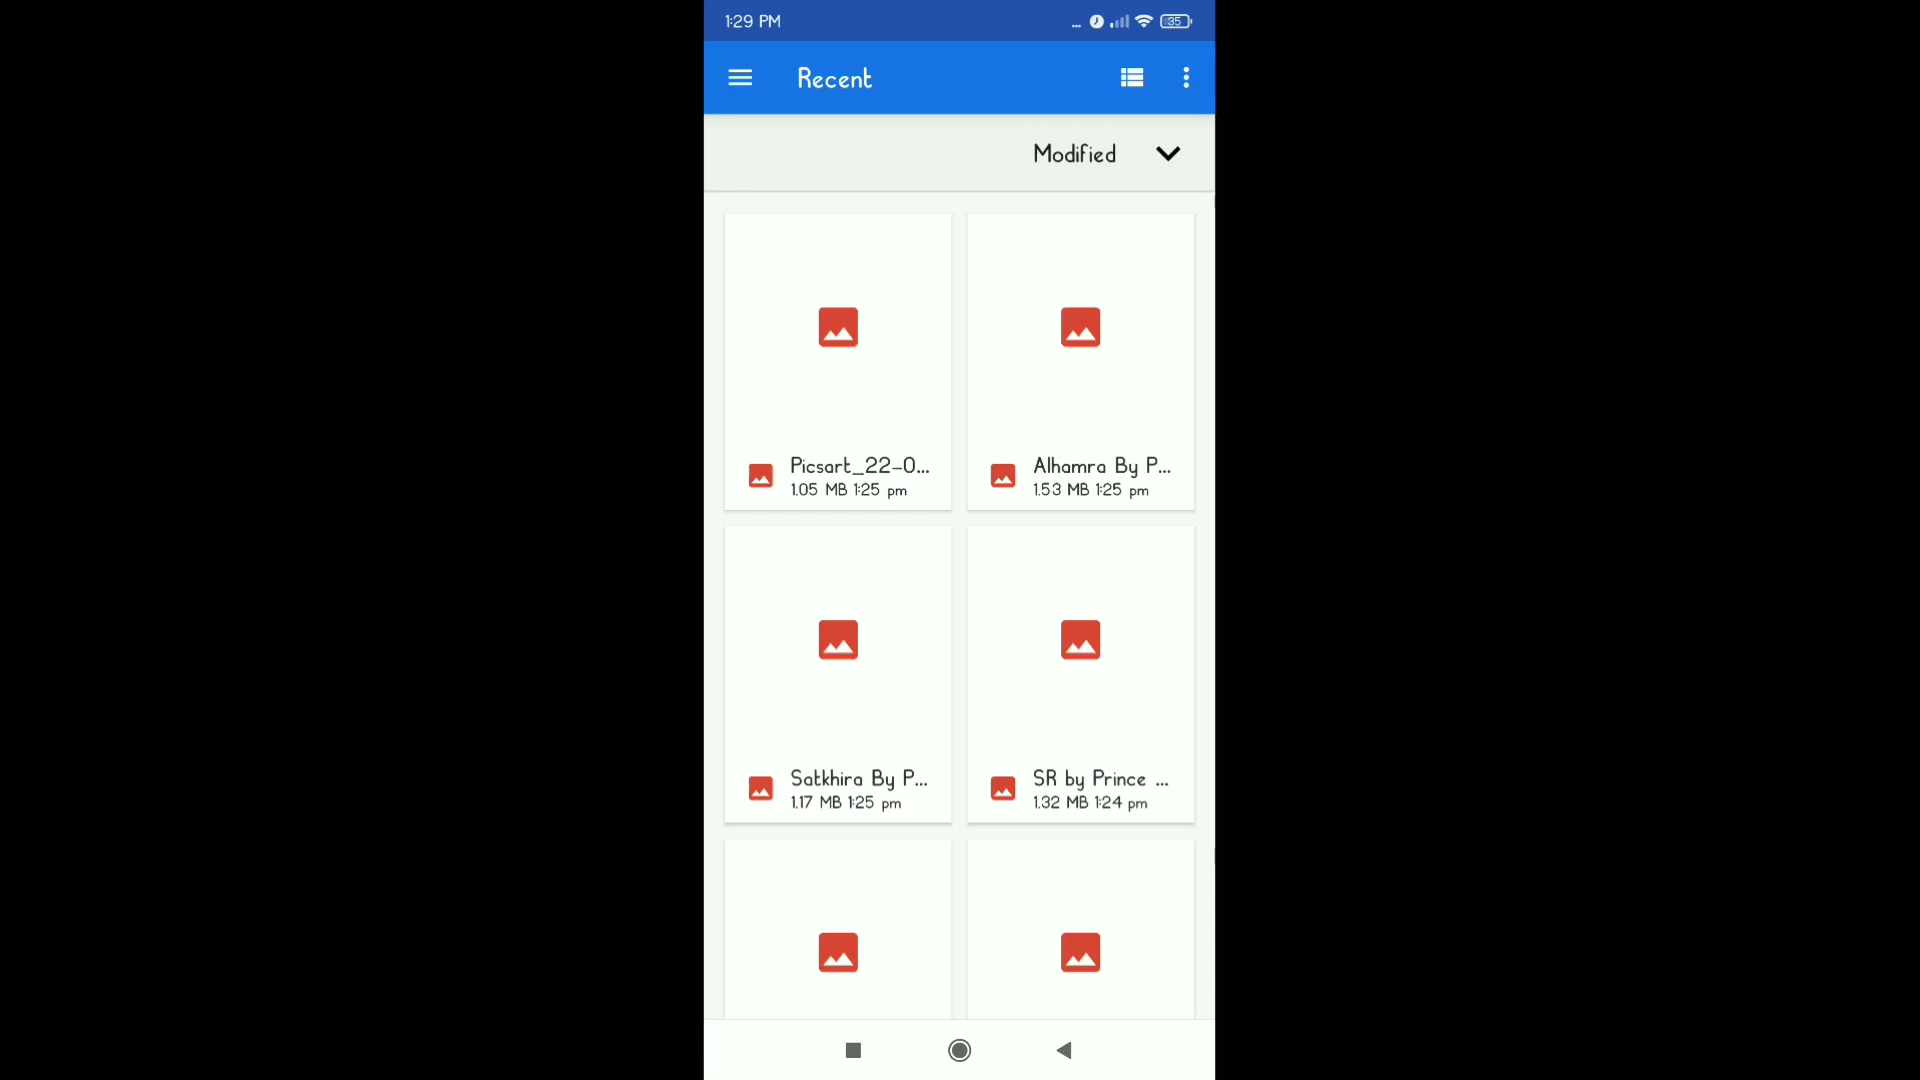 1:29 PM
... 35
Recent
Modified
Picsart_22-0...
1.05 MB 1:25 pm
Alhamra By P...
1.53 MB 1:25 pm
Satkhira By P...
1.17 MB 1:25 pm
SR by Prince ...
1.32 MB 1:24 pm